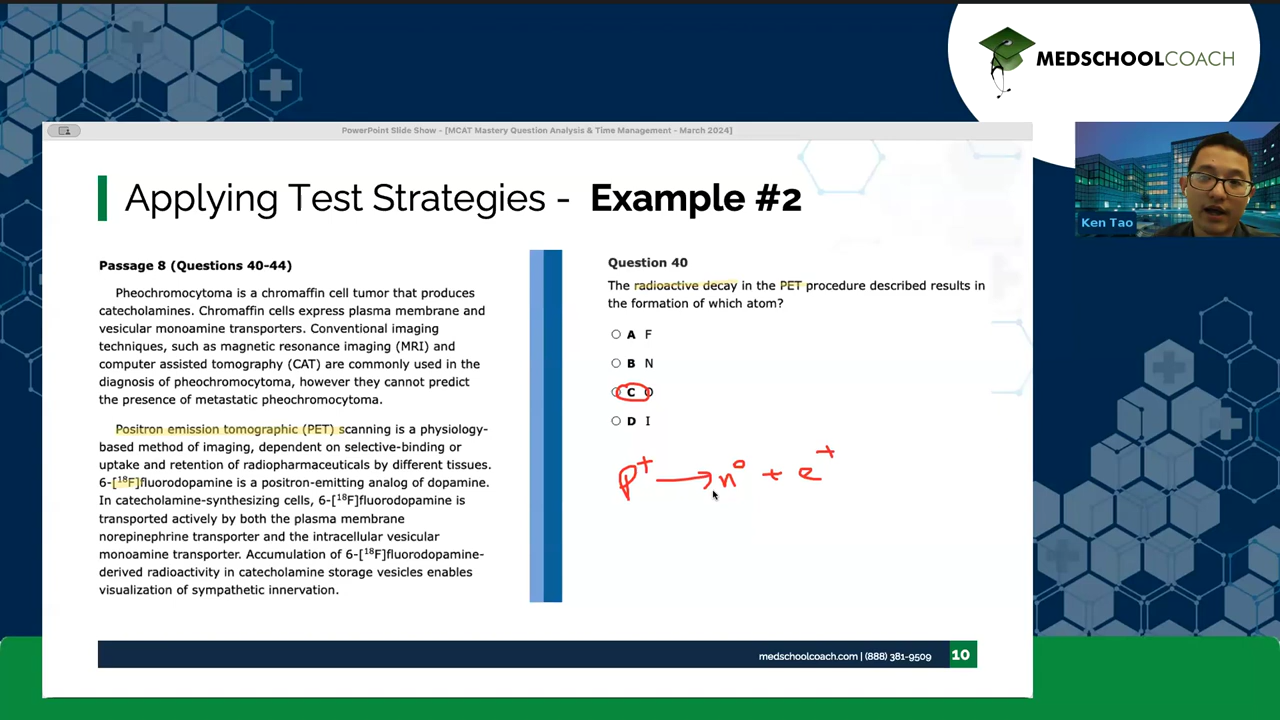 MEDSCHOOLCOACH
PowerPoint Slide Show - [MCAT Mastery Question Analysis & Time Management - March 2024]
Applying Test Strategies - Example #2
Ken Tao
Passage 8 (Questions 40-44)
Pheochromocytoma is a chromaffin cell tumor that produces
catecholamines. Chromaffin cells express plasma membrane and
vesicular monoamine transporters. Conventional imaging
techniques, such as magnetic resonance imaging (MRI) and
computer assisted tomography (CAT) are commonly used in the
diagnosis of pheochromocytoma, however they cannot predict
the presence of metastatic pheochromocytoma.
Positron emission tomographic (PET) scanning is a physiology-
based method of imaging, dependent on selective-binding or
uptake and retention of radiopharmaceuticals by different tissues.
6-[¹⁸F]fluorodopamine is a positron-emitting analog of dopamine.
In catecholamine-synthesizing cells, 6-[¹⁸F]fluorodopamine is
transported actively by both the plasma membrane
norepinephrine transporter and the intracellular vesicular
monoamine transporter. Accumulation of 6-[¹⁸F]fluorodopamine-
derived radioactivity in catecholamine storage vesicles enables
visualization of sympathetic innervation.
Question 40
The radioactive decay in the PET procedure described results in
the formation of which atom?
A F
B N
C O
D I
p⁺ → n⁰ + e⁺
medschoolcoach.com | (888) 381-9509 10